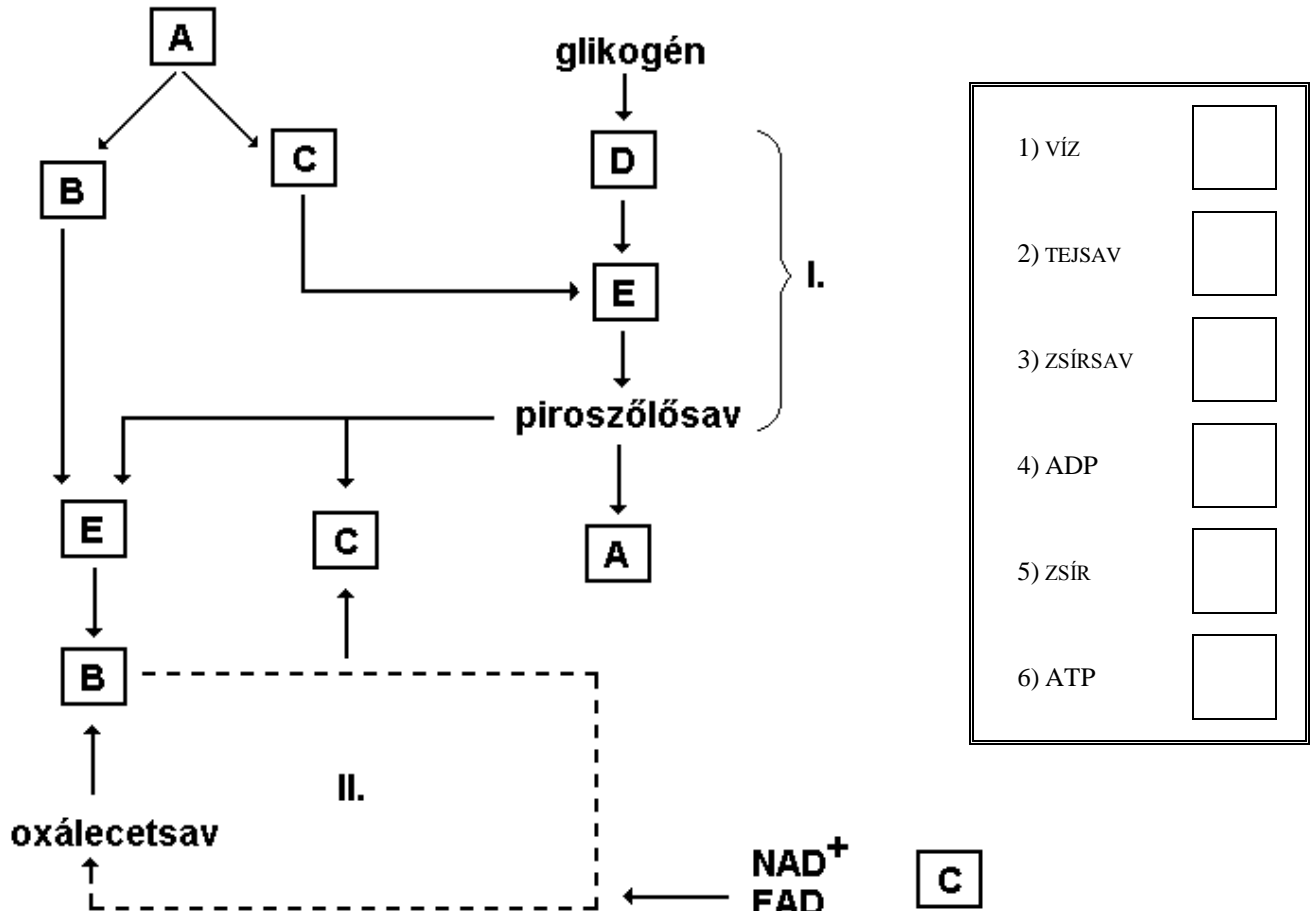 A
glikogén
B
C
D
E
I.
piroszőlősav
E
C
A
B
II.
oxálecetsav
NAD+
FAD
C
1) VÍZ
2) TEJSAV
3) ZSÍRSAV
4) ADP
5) ZSÍR
6) ATP